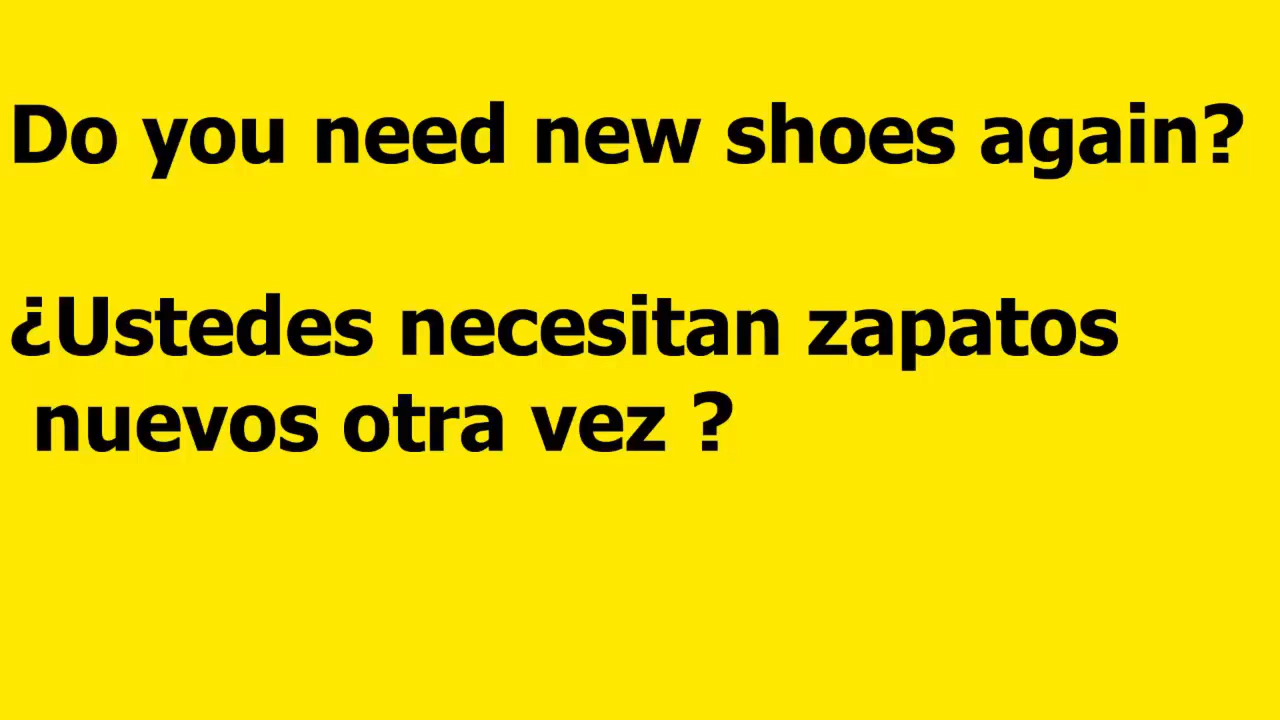 Do you need new shoes again?
¿Ustedes necesitan zapatos
nuevos otra vez ?